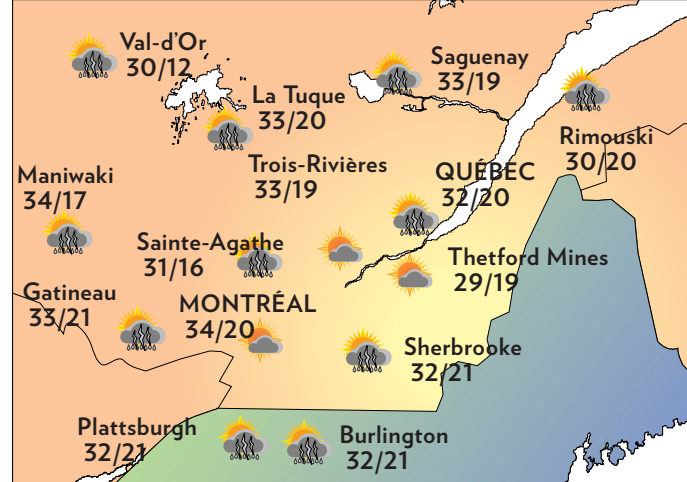 Val-d'Or
30/12
Saguenay
33/19
La Tuque
33/20
Rimouski
30/20
Trois-Rivières
33/19
Maniwaki
34/17
QUÉBEC
32/20
Sainte-Agathe
31/16
Thetford Mines
29/19
Gatineau
33/21
MONTRÉAL
34/20
Sherbrooke
32/21
Plattsburgh
32/21
Burlington
32/21